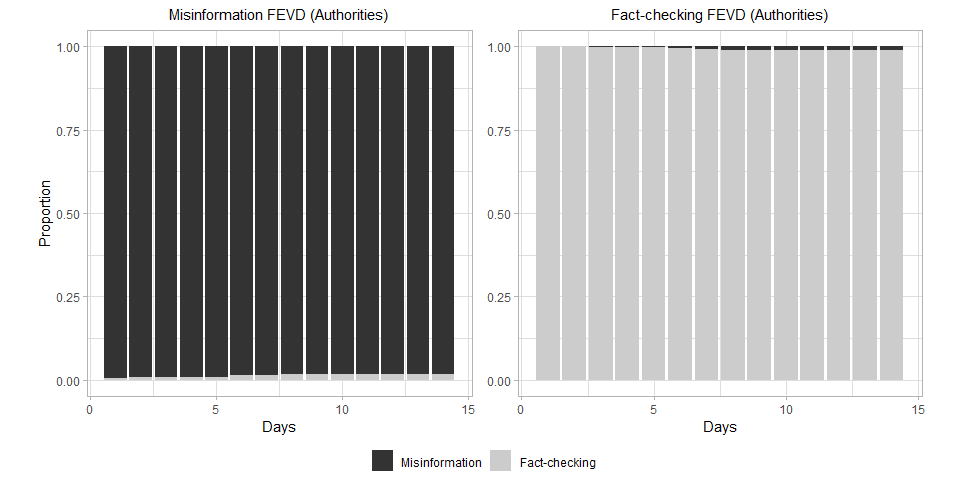 Misinformation FEVD (Authorities)
Fact-checking FEVD (Authorities)
Proportion
1.00
0.75
0.50
0.25
0.00
0 5 10 15
Days
1.00
0.75
0.50
0.25
0.00
0 5 10 15
Days
Misinformation Fact-checking